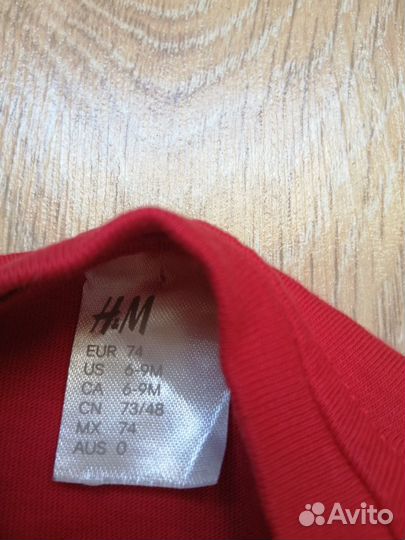 H&M
EUR 74
US 6-9M
CA 6-9M
CN 73/48
MX 74
AUS 0
Avito